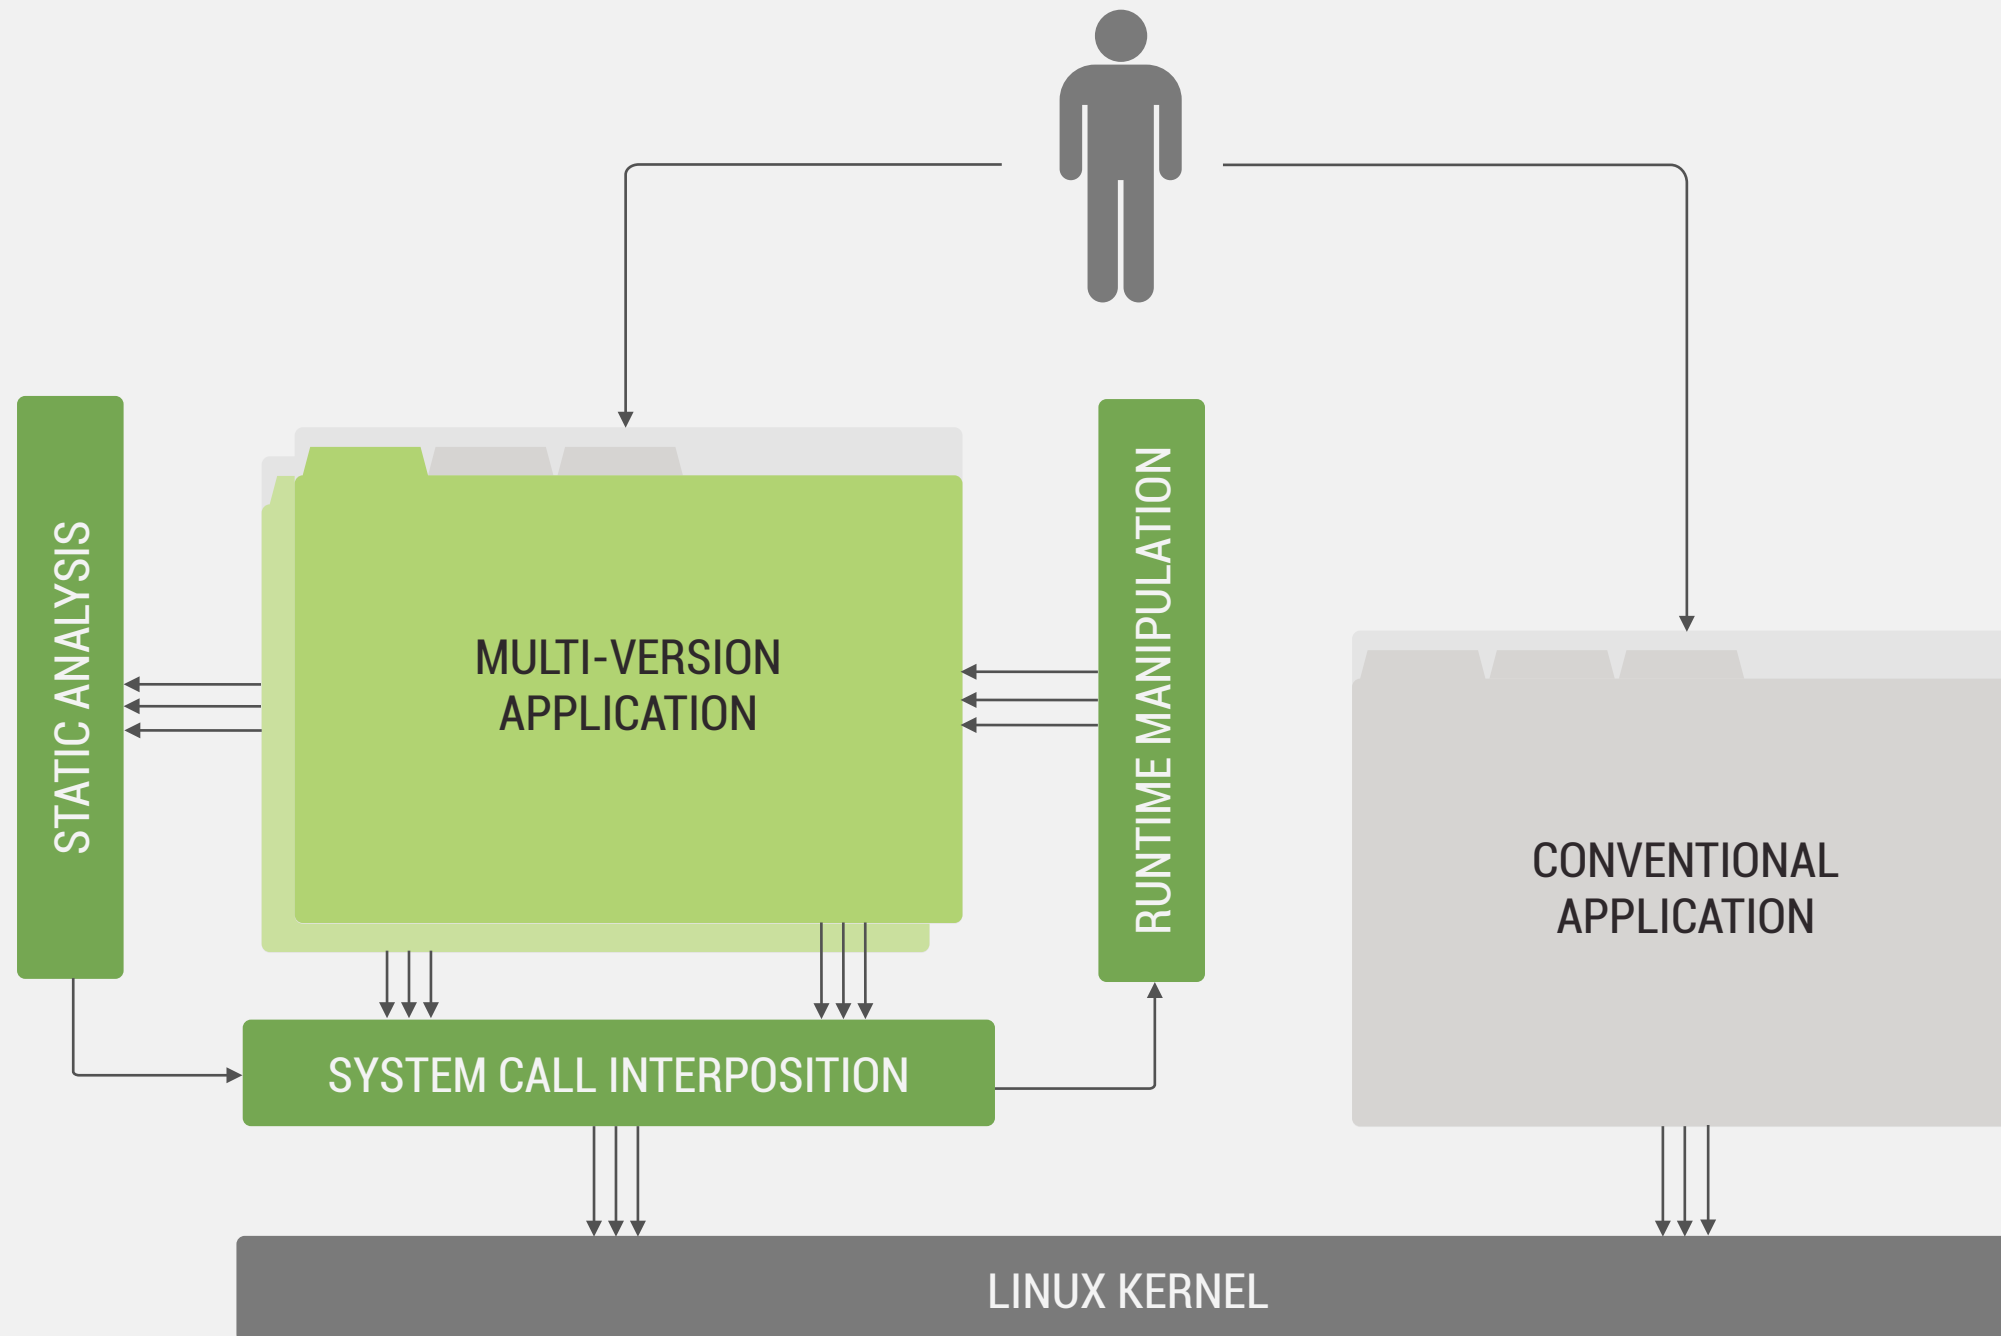 STATIC ANALYSIS
MULTI-VERSION
APPLICATION
RUNTIME MANIPULATION
CONVENTIONAL
APPLICATION
SYSTEM CALL INTERPOSITION
LINUX KERNEL